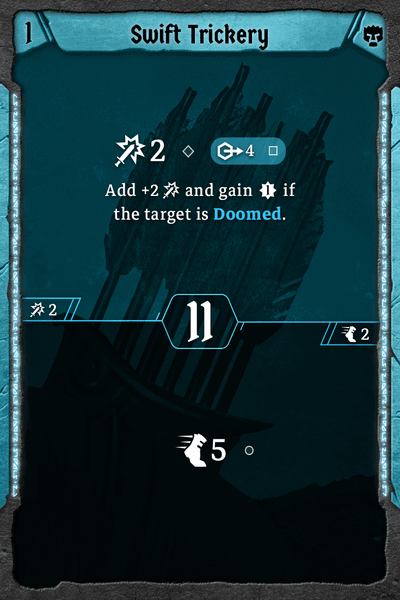 1
Swift Trickery
2 4
Add +2 and gain if
the target is Doomed.
2
11
2
5